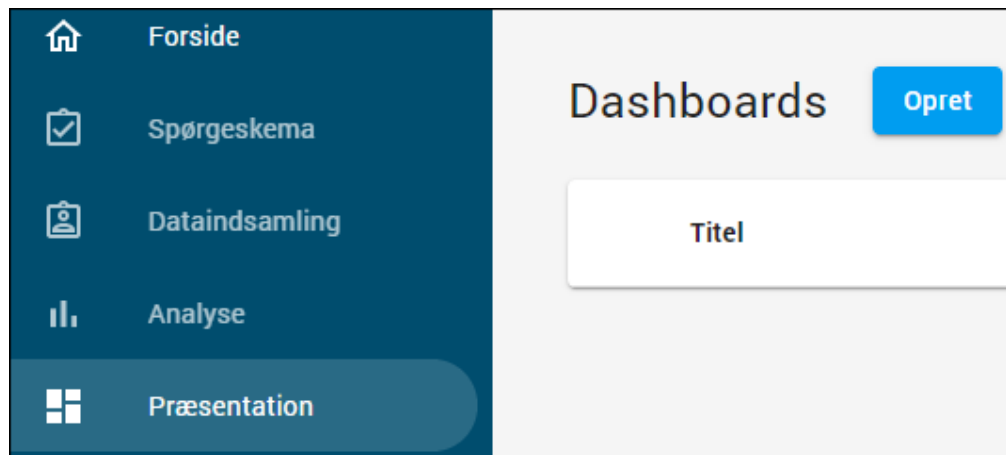 Forside
Spørgeskema
Dataindsamling
Analyse
Præsentation
Dashboards
Opret
Titel